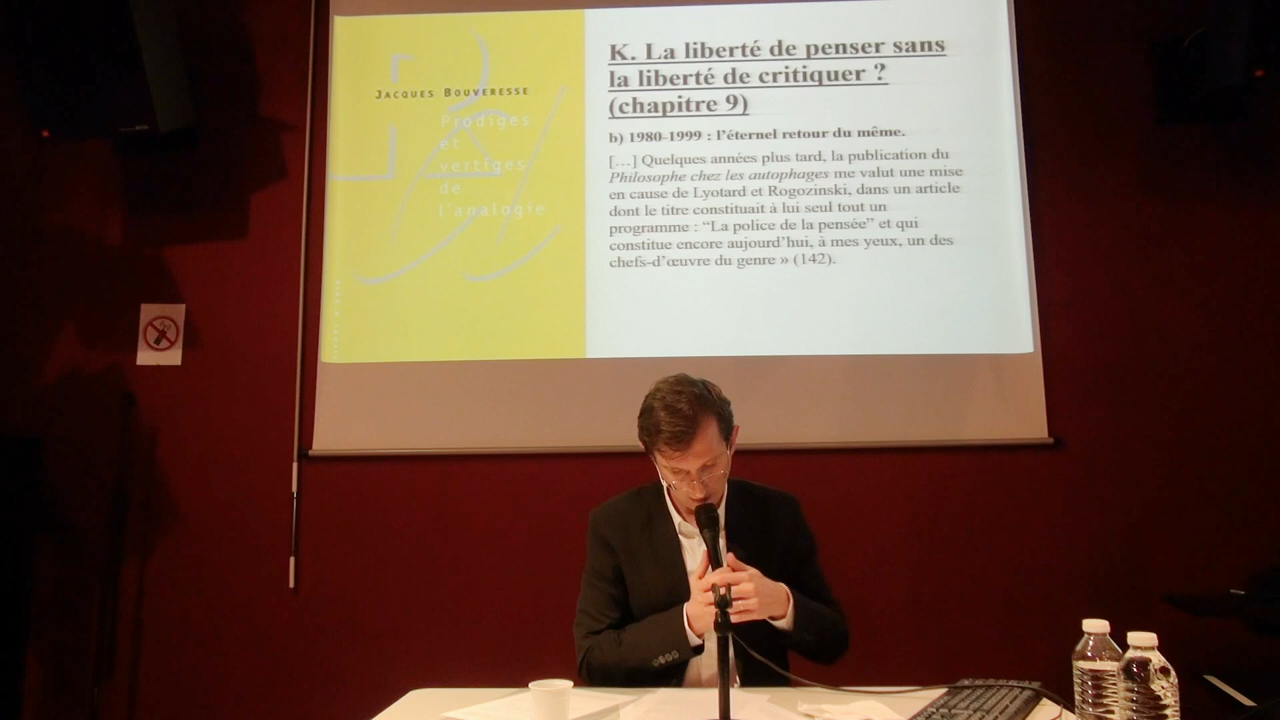 JACQUES BOUVERESSE
Prodiges
et
vertiges
de
l'analogie
K. La liberté de penser sans
la liberté de critiquer ?
(chapitre 9)
b) 1980-1999 : l'éternel retour du même.
[…] Quelques années plus tard, la publication du
Philosophe chez les autophages me valut une mise
en cause de Lyotard et Rogozinski, dans un article
dont le titre constituait à lui seul tout un
programme : “La police de la pensée” et qui
constitue encore aujourd'hui, à mes yeux, un des
chefs-d'œuvre du genre » (142).